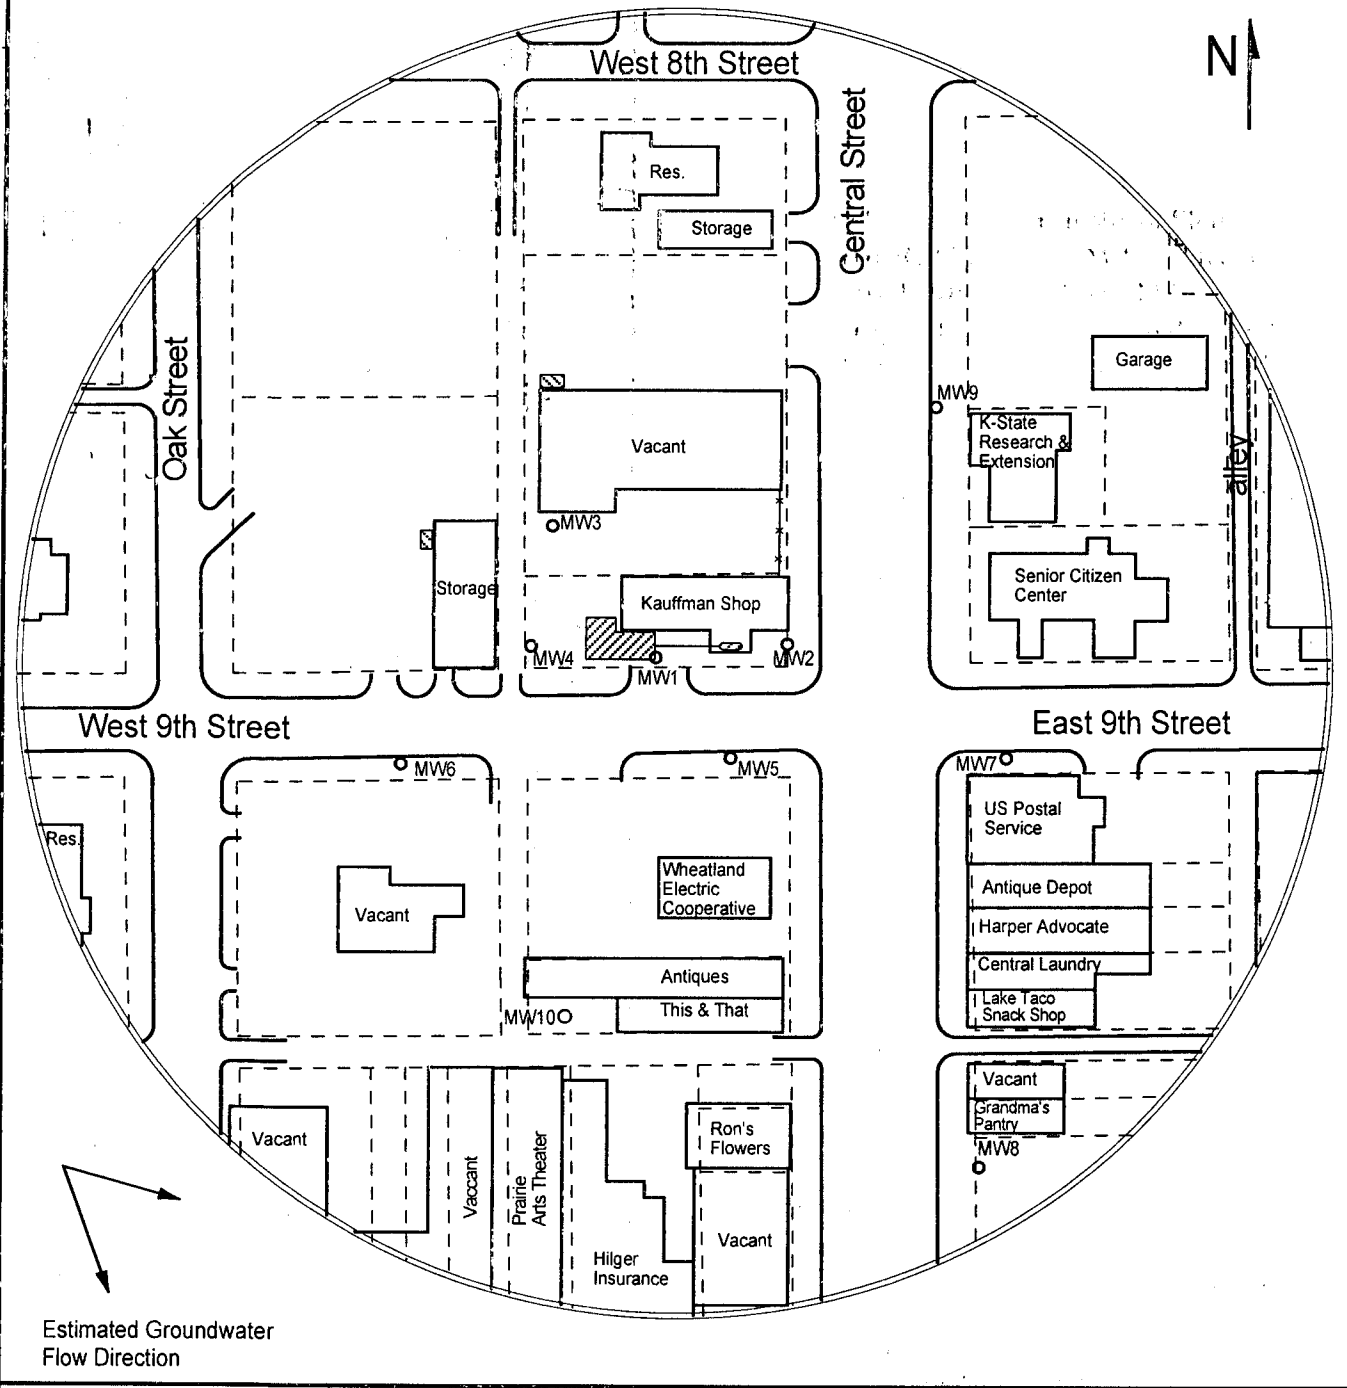 West 8th Street
N
Central Street
Res.
Storage
Oak Street
Garage
MW9
K-State
Research &
Extension
alley
Vacant
MW3
Storage
Kauffman Shop
Senior Citizen
Center
MW4
MW1
MW2
West 9th Street
East 9th Street
MW6
MW5
MW7
US Postal
Service
Res.
Wheatland
Electric
Cooperative
Vacant
Antique Depot
Harper Advocate
Central Laundry
Antiques
This & That
Lake Taco
Snack Shop
MW10
Vacant
Grandma's
Pantry
MW8
Vacant
Vaccant
Prairie
Arts Theater
Ron's
Flowers
Vacant
Hilger
Insurance
Estimated Groundwater
Flow Direction